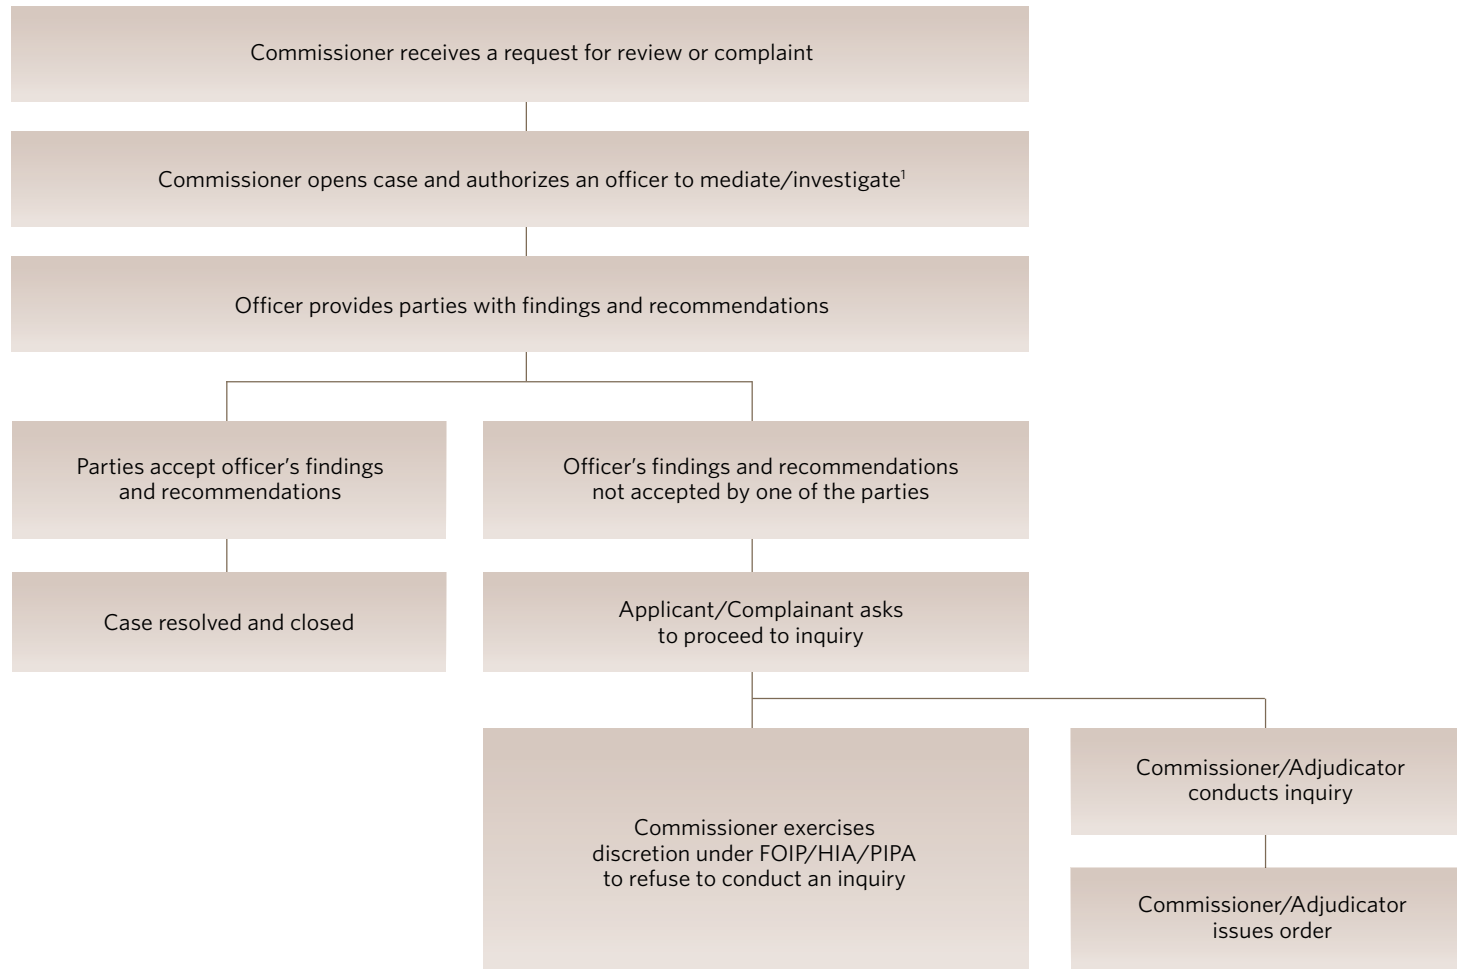 Commissioner receives a request for review or complaint
Commissioner opens case and authorizes an officer to mediate/investigate¹
Officer provides parties with findings and recommendations
Parties accept officer’s findings
and recommendations
Officer’s findings and recommendations
not accepted by one of the parties
Case resolved and closed
Applicant/Complainant asks
to proceed to inquiry
Commissioner exercises
discretion under FOIP/HIA/PIPA
to refuse to conduct an inquiry
Commissioner/Adjudicator
conducts inquiry
Commissioner/Adjudicator
issues order